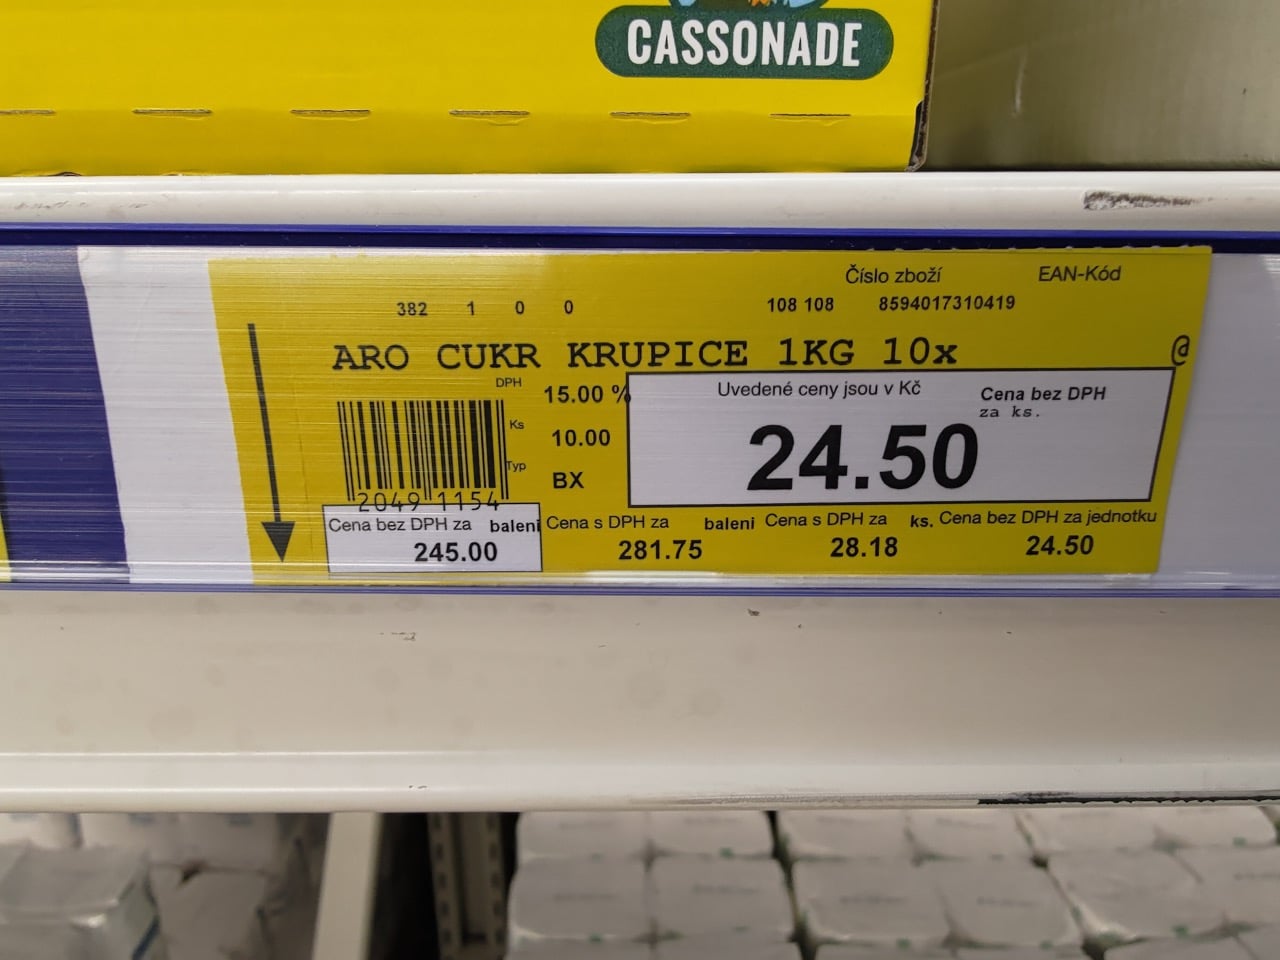 CASSONADE
Číslo zboží EAN-Kód
382 1 0 0 108 108 8594017310419
ARO CUKR KRUPICE 1KG 10x @
DPH 15.00 %
Ks 10.00
Typ BX
2049 1154
Uvedené ceny jsou v Kč
Cena bez DPH
za ks.
24.50
Cena bez DPH za baleni
245.00
Cena s DPH za baleni
281.75
Cena s DPH za ks.
28.18
Cena bez DPH za jednotku
24.50